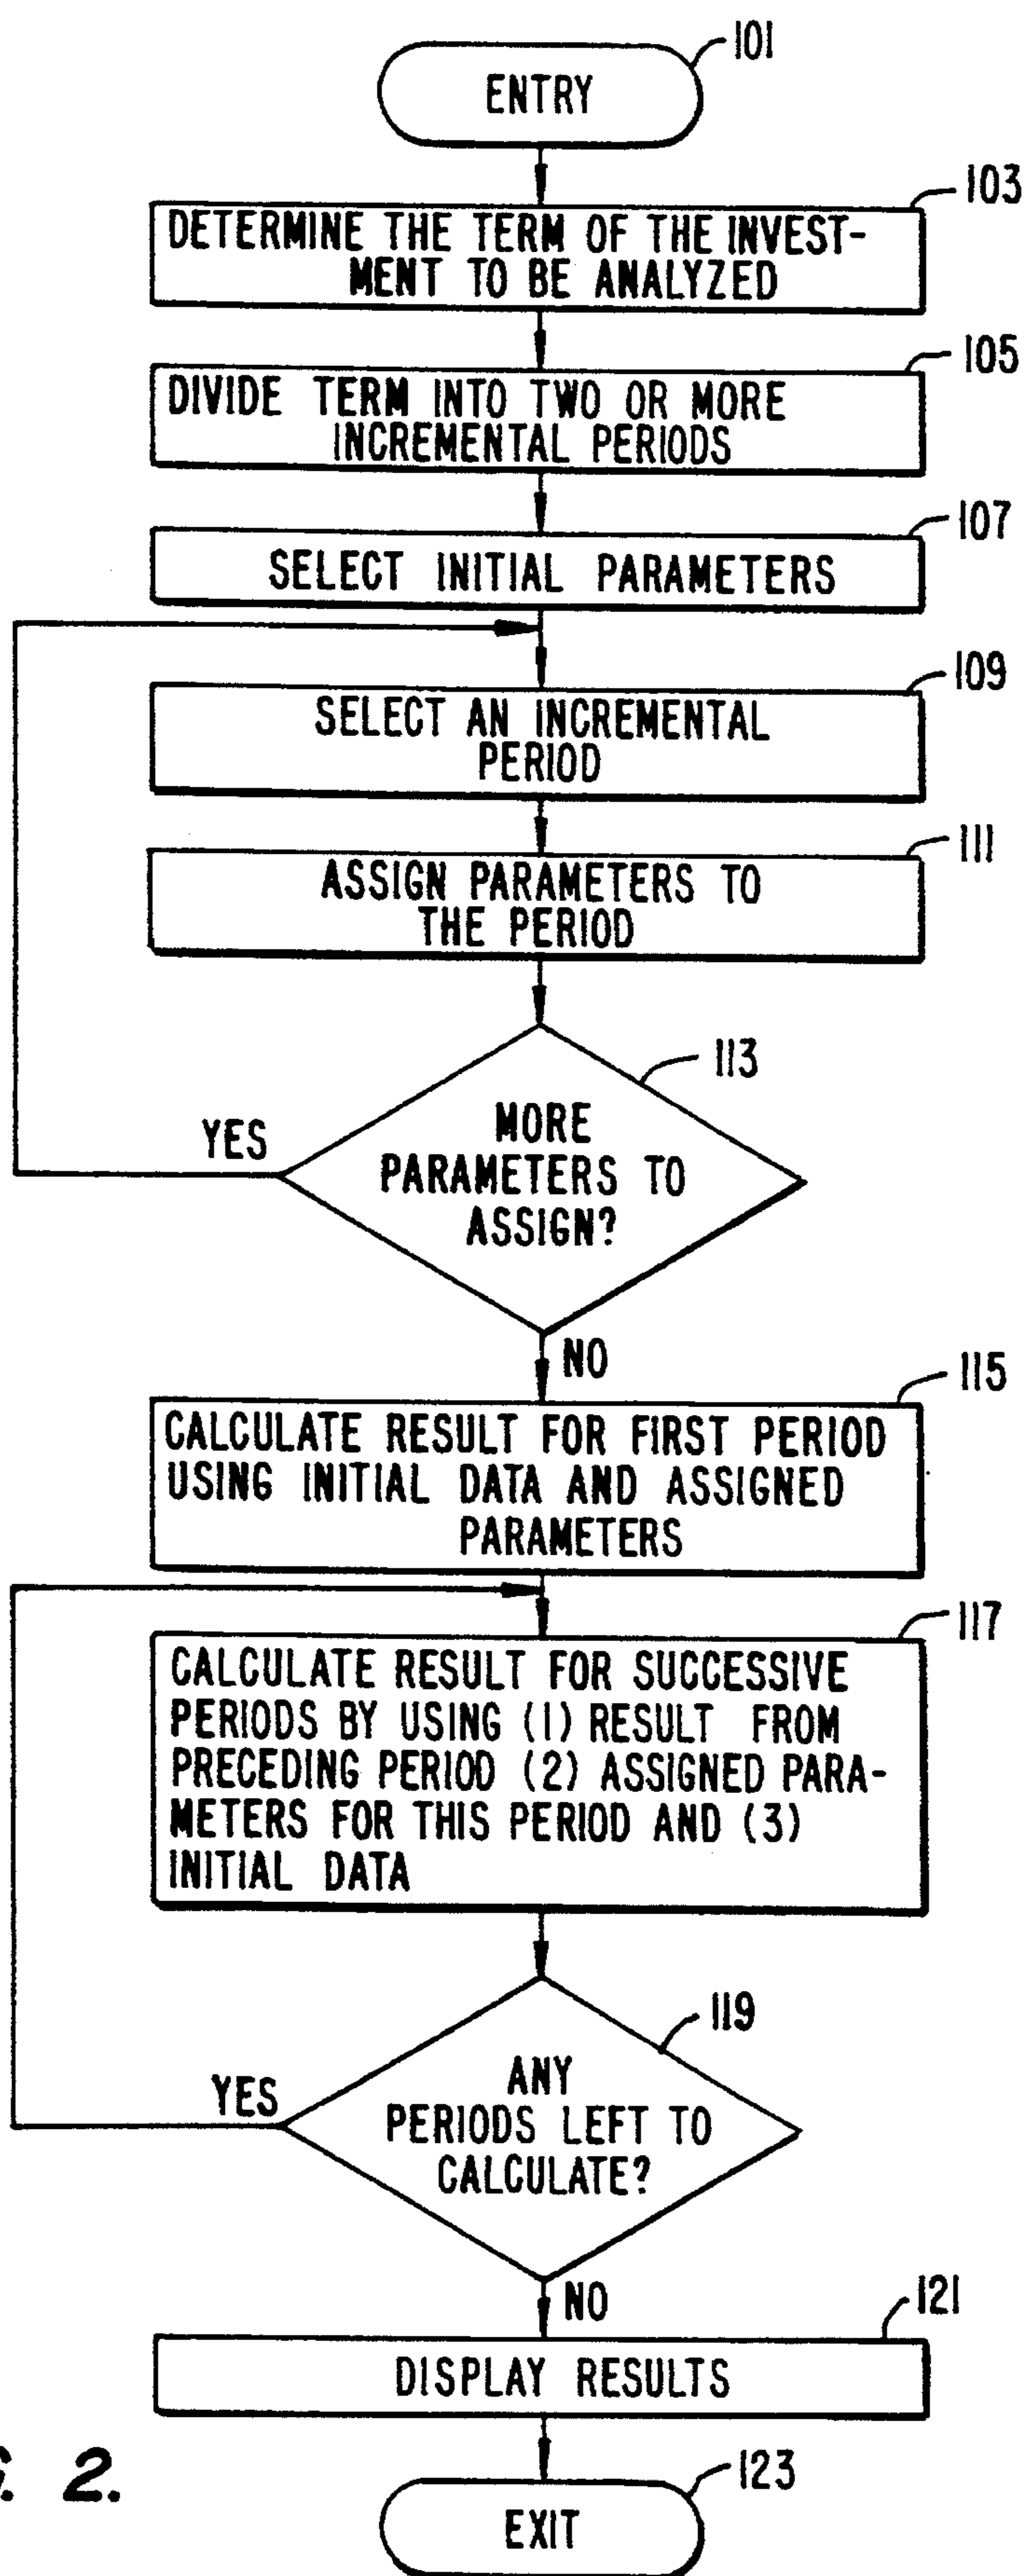 101
ENTRY
103
DETERMINE THE TERM OF THE INVEST-
MENT TO BE ANALYZED
105
DIVIDE TERM INTO TWO OR MORE
INCREMENTAL PERIODS
107
SELECT INITIAL PARAMETERS
109
SELECT AN INCREMENTAL
PERIOD
111
ASSIGN PARAMETERS TO
THE PERIOD
113
MORE
PARAMETERS TO
ASSIGN?
YES
NO
115
CALCULATE RESULT FOR FIRST PERIOD
USING INITIAL DATA AND ASSIGNED
PARAMETERS
117
CALCULATE RESULT FOR SUCCESSIVE
PERIODS BY USING (1) RESULT FROM
PRECEDING PERIOD (2) ASSIGNED PARA-
METERS FOR THIS PERIOD AND (3)
INITIAL DATA
119
ANY
PERIODS LEFT TO
CALCULATE?
YES
NO
121
DISPLAY RESULTS
123
EXIT
2.